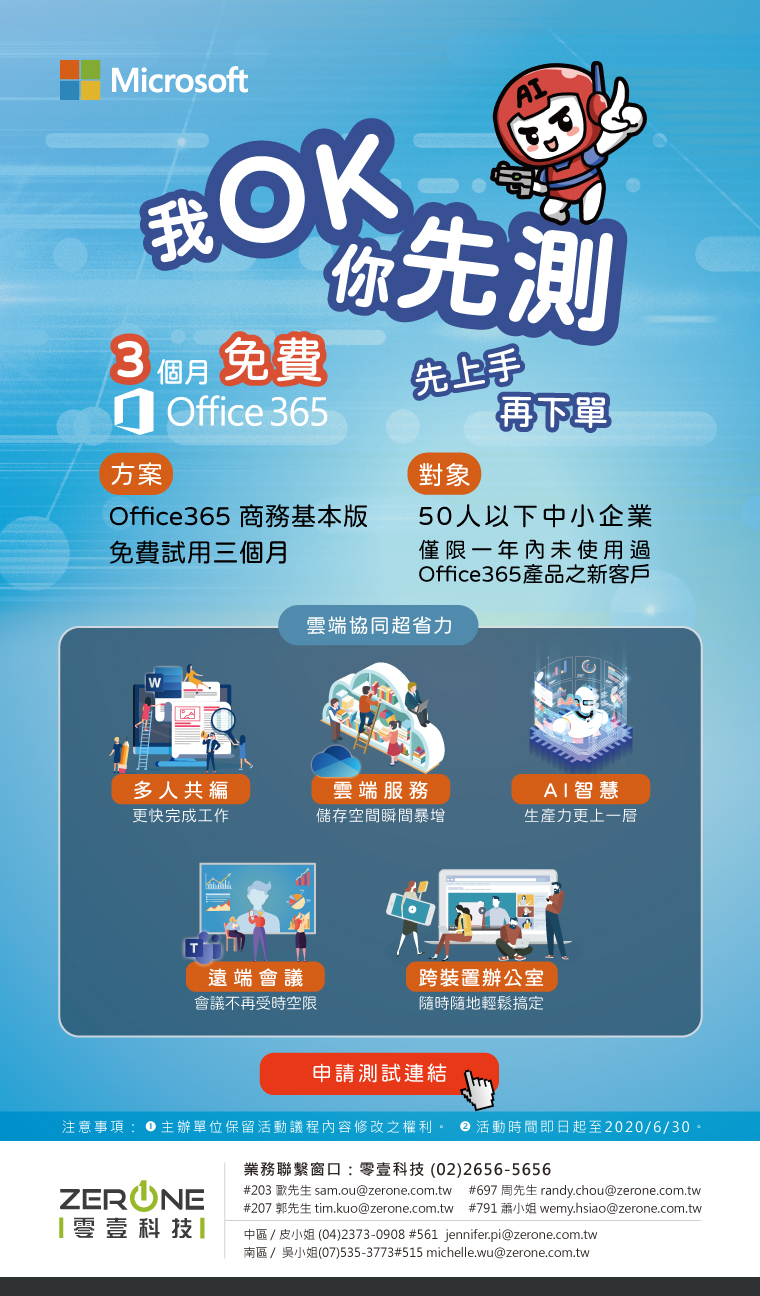 Microsoft
AI
我OK
你先測
3個月免費
Office 365
先上手
再下單
方案
Office365 商務基本版
免費試用三個月
對象
50人以下中小企業
僅限一年內未使用過
Office365產品之新客戶
雲端協同超省力
W
多人共編
更快完成工作
雲端服務
儲存空間瞬間暴增
AI智慧
生產力更上一層
T
遠端會議
會議不再受時空限
跨裝置辦公室
隨時隨地輕鬆搞定
申請測試連結
注意事項：❶主辦單位保留活動議程內容修改之權利。 ❷活動時間即日起至2020/6/30。
ZERONE
零壹科技
業務聯繫窗口：零壹科技 (02)2656-5656
#203 歐先生 sam.ou@zerone.com.tw #697 周先生 randy.chou@zerone.com.tw
#207 郭先生 tim.kuo@zerone.com.tw #791 蕭小姐 wemy.hsiao@zerone.com.tw
中區 / 皮小姐 (04)2373-0908 #561 jennifer.pi@zerone.com.tw
南區 / 吳小姐(07)535-3773#515 michelle.wu@zerone.com.tw